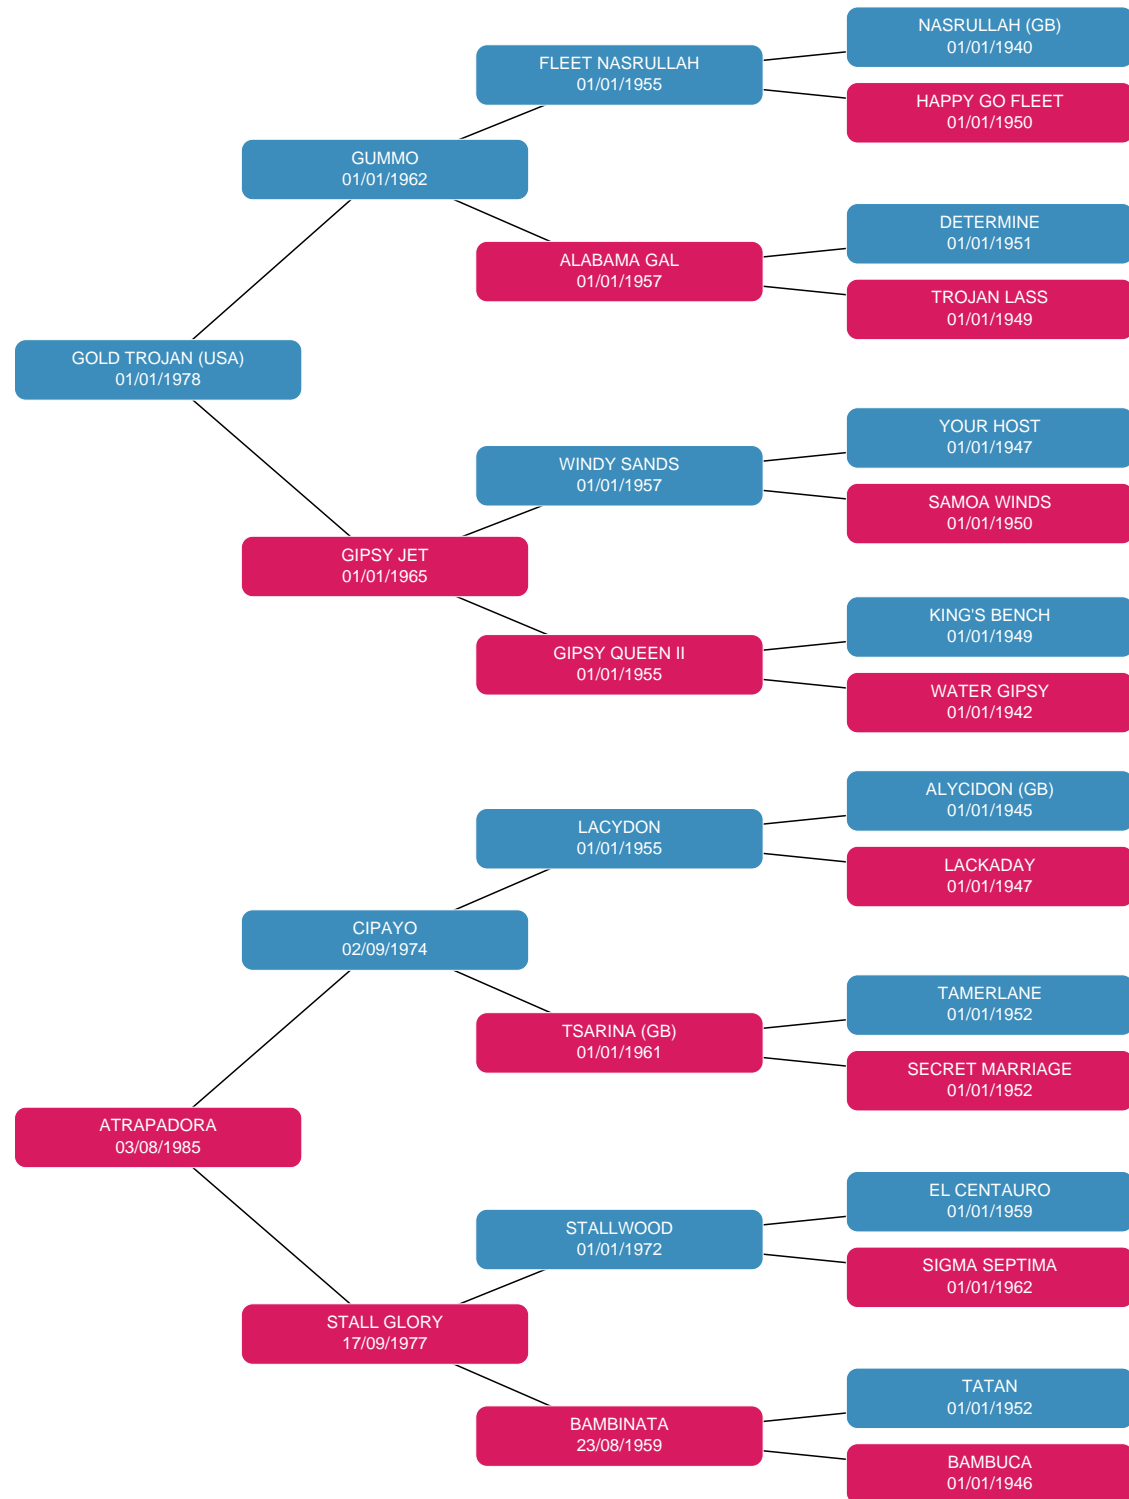 NASRULLAH (GB)
01/01/1940
FLEET NASRULLAH
01/01/1955
HAPPY GO FLEET
01/01/1950
GUMMO
01/01/1962
DETERMINE
01/01/1951
ALABAMA GAL
01/01/1957
TROJAN LASS
01/01/1949
GOLD TROJAN (USA)
01/01/1978
YOUR HOST
01/01/1947
WINDY SANDS
01/01/1957
SAMOA WINDS
01/01/1950
GIPSY JET
01/01/1965
KING'S BENCH
01/01/1949
GIPSY QUEEN II
01/01/1955
WATER GIPSY
01/01/1942
ALYCIDON (GB)
01/01/1945
LACYDON
01/01/1955
LACKADAY
01/01/1947
CIPAYO
02/09/1974
TAMERLANE
01/01/1952
TSARINA (GB)
01/01/1961
SECRET MARRIAGE
01/01/1952
ATRAPADORA
03/08/1985
EL CENTAURO
01/01/1959
STALLWOOD
01/01/1972
SIGMA SEPTIMA
01/01/1962
STALL GLORY
17/09/1977
TATAN
01/01/1952
BAMBINATA
23/08/1959
BAMBUCA
01/01/1946